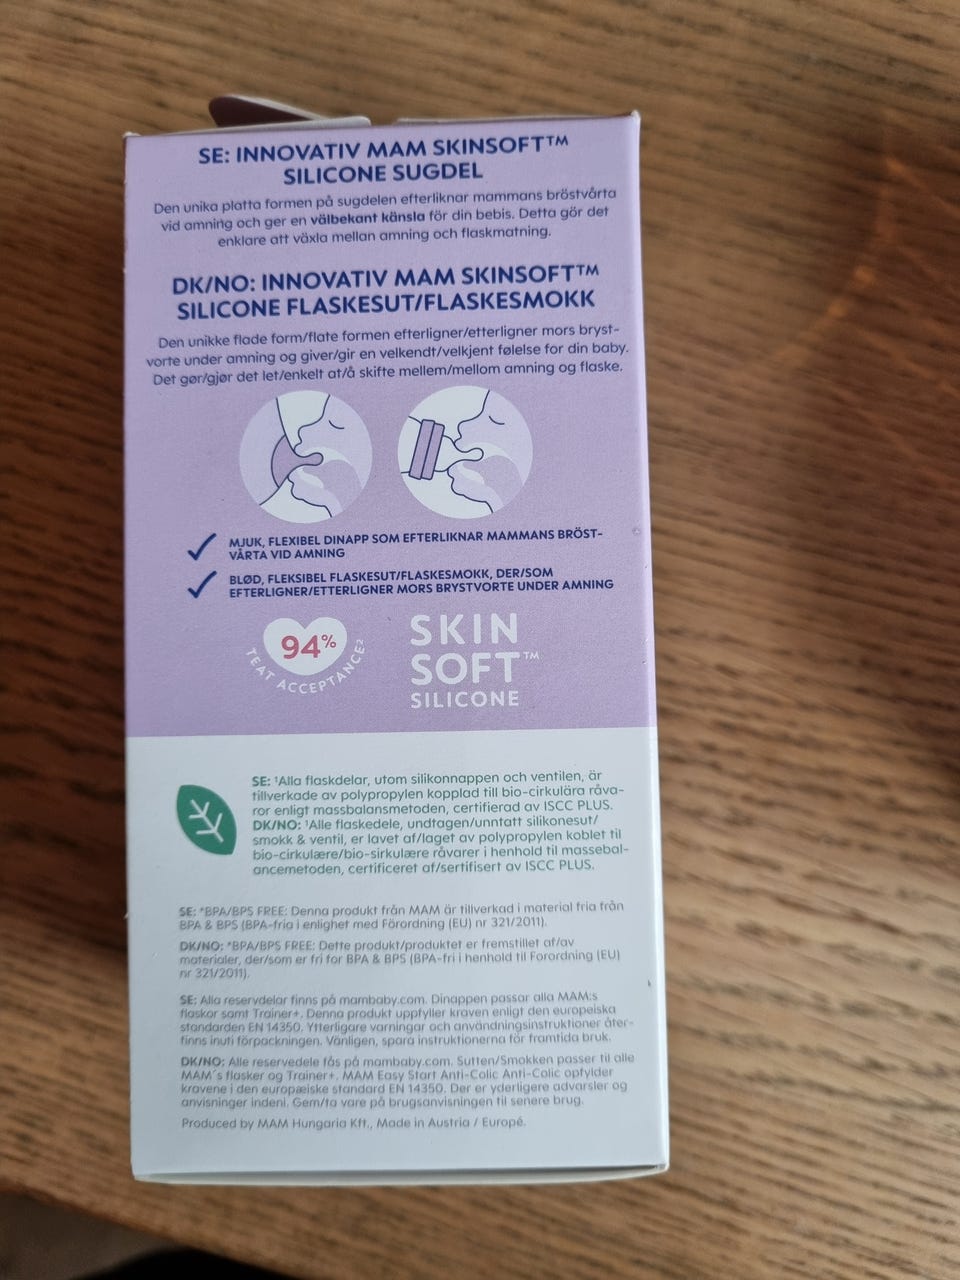 SE: INNOVATIV MAM SKINSOFT™
SILICONE SUGDEL
Den unika platta formen på sugdelen efterliknar mammans bröstvårta
vid amning och ger en välbekant känsla för din bebis. Detta gör det
enklare att växla mellan amning och flaskmatning.
DK/NO: INNOVATIV MAM SKINSOFT™
SILICONE FLASKESUT/FLASKESMOKK
Den unikke flade form/flate formen efterligner/etterligner mors bryst-
vorte under amning og giver/gir en velkendt/velkjent følelse for din baby.
Det gør/gjør det let/enkelt at/å skifte mellem/mellom amning og flaske.
MJUK, FLEXIBEL DINAPP SOM EFTERLIKNAR MAMMANS BRÖST-
VÅRTA VID AMNING
BLØD, FLEKSIBEL FLASKESUT/FLASKESMOKK, DER/SOM
EFTERLIGNER/ETTERLIGNER MORS BRYSTVORTE UNDER AMNING
94%
TEAT ACCEPTANCE²
SKIN
SOFT™
SILICONE
SE: ¹Alla flaskdelar, utom silikonnappen och ventilen, är
tillverkade av polypropylen kopplad till bio-cirkulära råva-
ror enligt massbalansmetoden, certifierad av ISCC PLUS.
DK/NO: ¹Alle flaskedele, undtagen/unntatt silikonesut/
smokk & ventil, er lavet af/laget av polypropylen koblet til
bio-cirkulære/bio-sirkulære råvarer i henhold til massebal-
ancemetoden, certificeret af/sertifisert av ISCC PLUS.
SE: *BPA/BPS FREE: Denna produkt från MAM är tillverkad i material fria från
BPA & BPS (BPA-fria i enlighet med Förordning (EU) nr 321/2011).
DK/NO: *BPA/BPS FREE: Dette produkt/produktet er fremstillet af/av
materialer, der/som er fri for BPA & BPS (BPA-fri i henhold til Forordning (EU)
nr 321/2011).
SE: Alla reservdelar finns på mambaby.com. Dinappen passar alla MAM:s
flaskor samt Trainer+. Denna produkt uppfyller kraven enligt den europeiska
standarden EN 14350. Ytterligare varningar och användningsinstruktioner åter-
finns inuti förpackningen. Vänligen, spara instruktionerna för framtida bruk.
DK/NO: Alle reservedele fås på mambaby.com. Sutten/Smokken passer til alle
MAM´s flasker og Trainer+. MAM Easy Start Anti-Colic Anti-Colic opfylder
kravene i den europæiske standard EN 14350. Der er yderligere advarsler og
anvisninger indeni. Gem/ta vare på brugsanvisningen til senere brug.
Produced by MAM Hungaria Kft., Made in Austria / Europé.